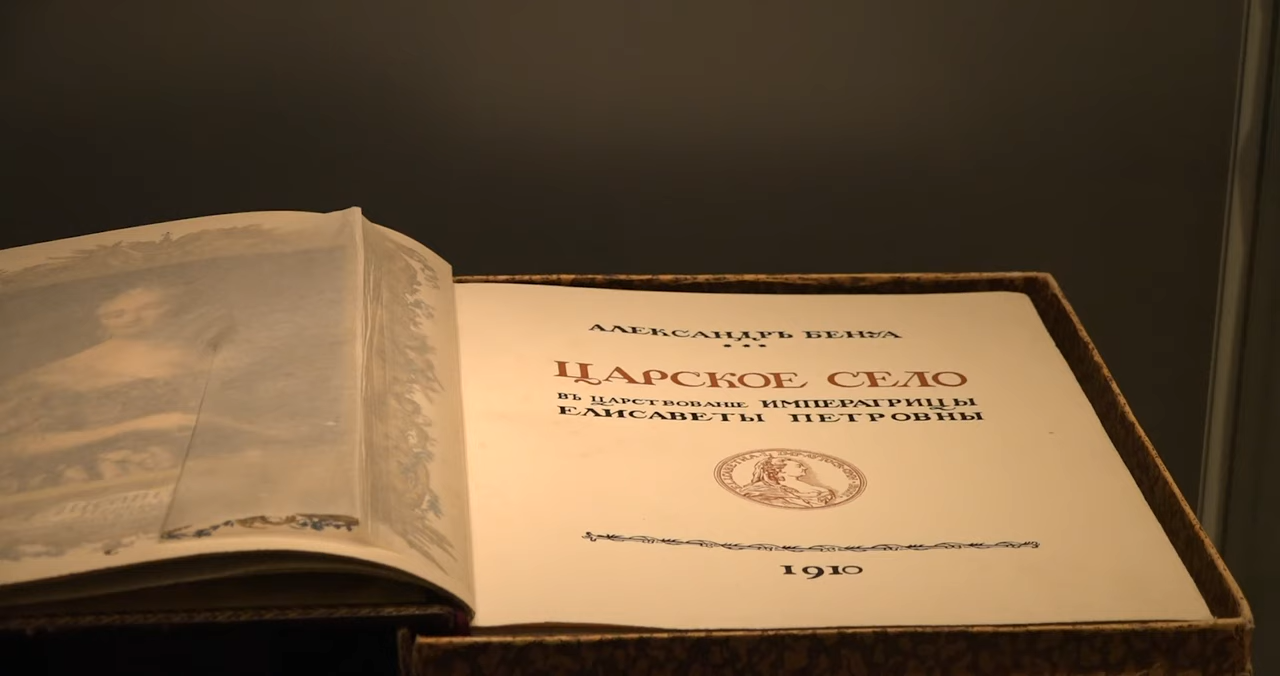 АЛЕКСАНДРЪ БЕНУА
ЦАРСКОЕ СЕЛО
ВЪ ЦАРСТВОВАНІЕ ИМПЕРАТРИЦЫ
ЕЛИСАВЕТЫ ПЕТРОВНЫ
1910